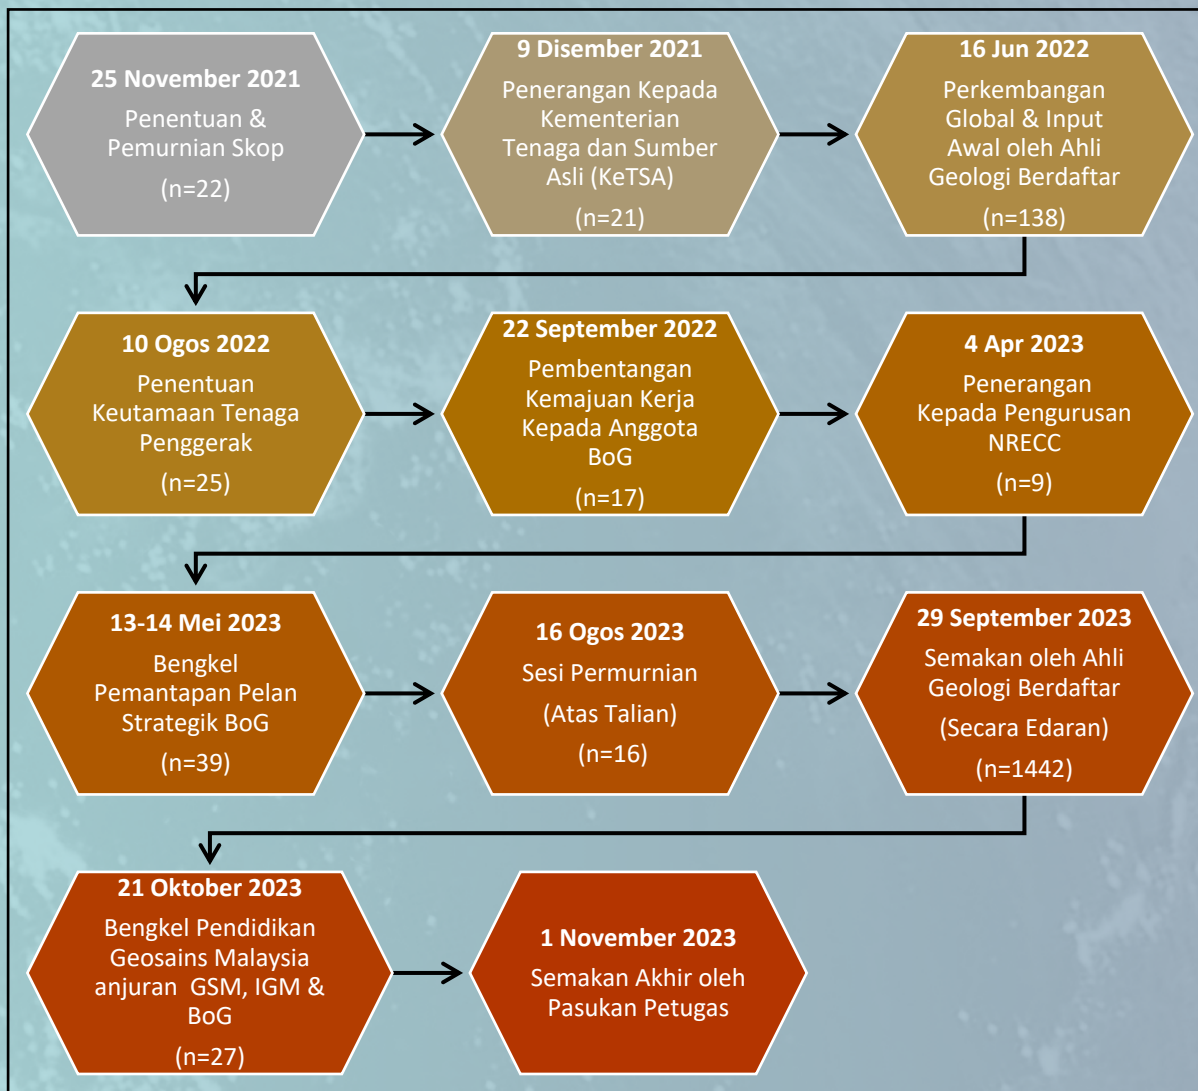 25 November 2021
Penentuan &
Pemurnian Skop
(n=22)
9 Disember 2021
Penerangan Kepada
Kementerian
Tenaga dan Sumber
Asli (KeTSA)
(n=21)
16 Jun 2022
Perkembangan
Global & Input
Awal oleh Ahli
Geologi Berdaftar
(n=138)
10 Ogos 2022
Penentuan
Keutamaan Tenaga
Penggerak
(n=25)
22 September 2022
Pembentangan
Kemajuan Kerja
Kepada Anggota
BoG
(n=17)
4 Apr 2023
Penerangan
Kepada Pengurusan
NRECC
(n=9)
13-14 Mei 2023
Bengkel
Pemantapan Pelan
Strategik BoG
(n=39)
16 Ogos 2023
Sesi Permurnian
(Atas Talian)
(n=16)
29 September 2023
Semakan oleh Ahli
Geologi Berdaftar
(Secara Edaran)
(n=1442)
21 Oktober 2023
Bengkel Pendidikan
Geosains Malaysia
anjuran GSM, IGM &
BoG
(n=27)
1 November 2023
Semakan Akhir oleh
Pasukan Petugas